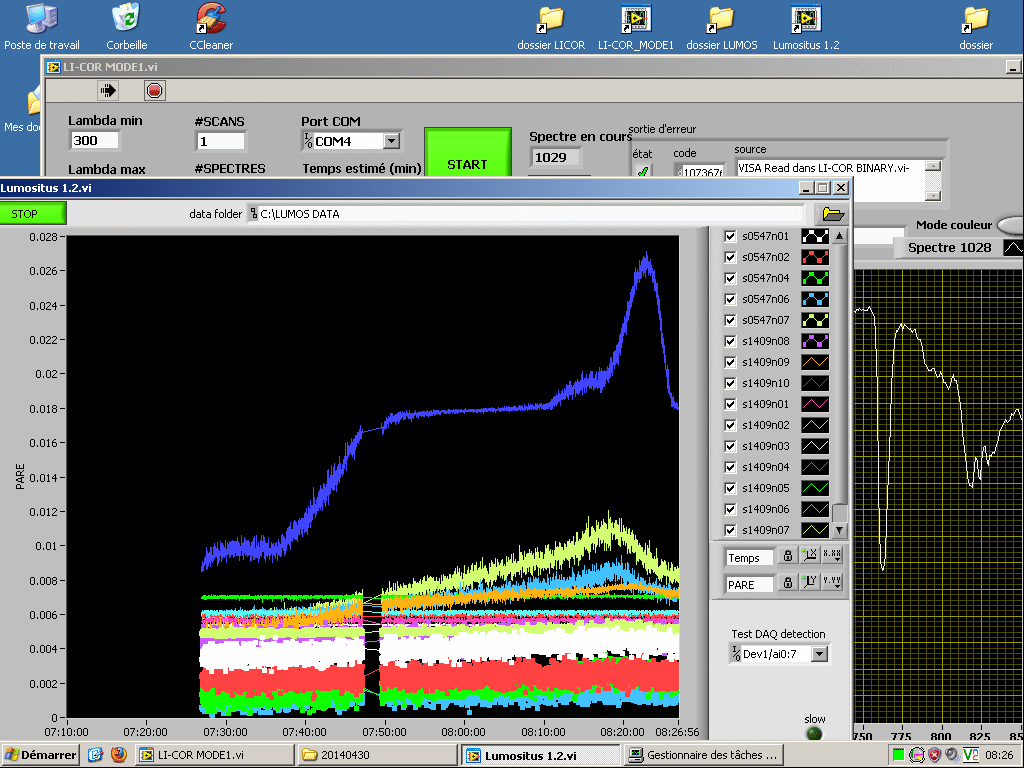 Poste de travail
Corbeille
CCleaner
dossier LICOR
LI-COR_MODE1
dossier LUMOS
Lumositus 1.2
dossier
LI-COR MODE1.vi
Lambda min
#SCANS
Port COM
300
1
COM4
START
Spectre en cours
1029
sortie d'erreur
état
code
source
VISA Read dans LI-COR BINARY.vi-
Lambda max
#SPECTRES
Temps estimé (min)
Lumositus 1.2.vi
STOP
data folder
C:\LUMOS DATA
Mode couleur
Spectre 1028
s0547n01
s0547n02
s0547n04
s0547n06
s0547n07
s1409n08
s1409n09
s1409n10
s1409n01
s1409n02
s1409n03
s1409n04
s1409n05
s1409n06
s1409n07
0.028
0.026
0.024
0.022
0.02
0.018
0.016
0.014
0.012
0.01
0.008
0.006
0.004
0.002
0
PARE
07:10:00
07:20:00
07:30:00
07:40:00
07:50:00
08:00:00
08:10:00
08:20:00
08:26:56
Temps
PARE
Test DAQ detection
Dev1/ai0:7
slow
750
775
800
825
Démarrer
LI-COR MODE1.vi
20140430
Lumositus 1.2.vi
Gestionnaire des tâches ...
08:26